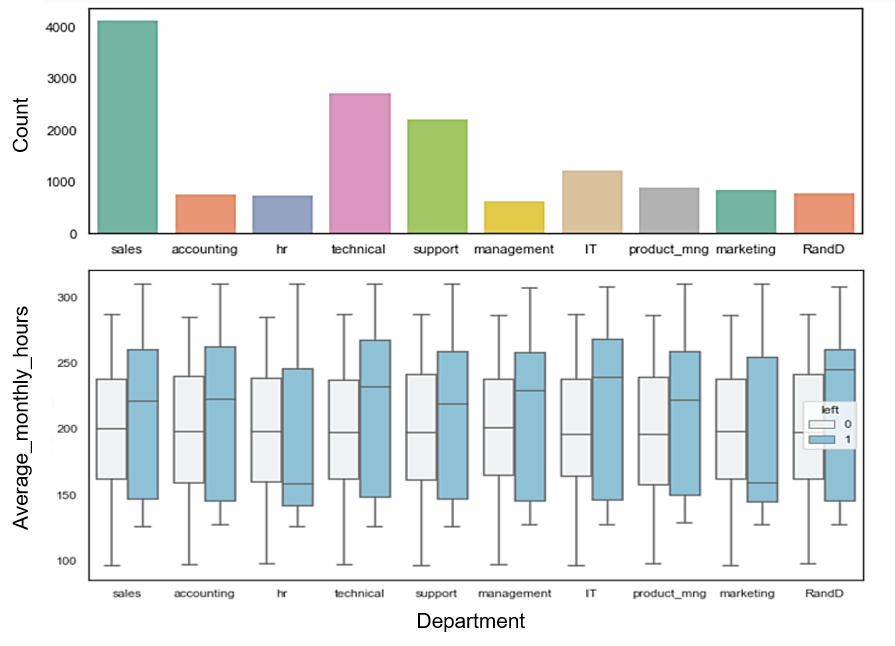 4000
3000
2000
1000
0
Count
sales accounting hr technical support management IT product_mng marketing RandD
300
250
200
150
100
Average_monthly_hours
left
0
1
sales accounting hr technical support management IT product_mng marketing RandD
Department